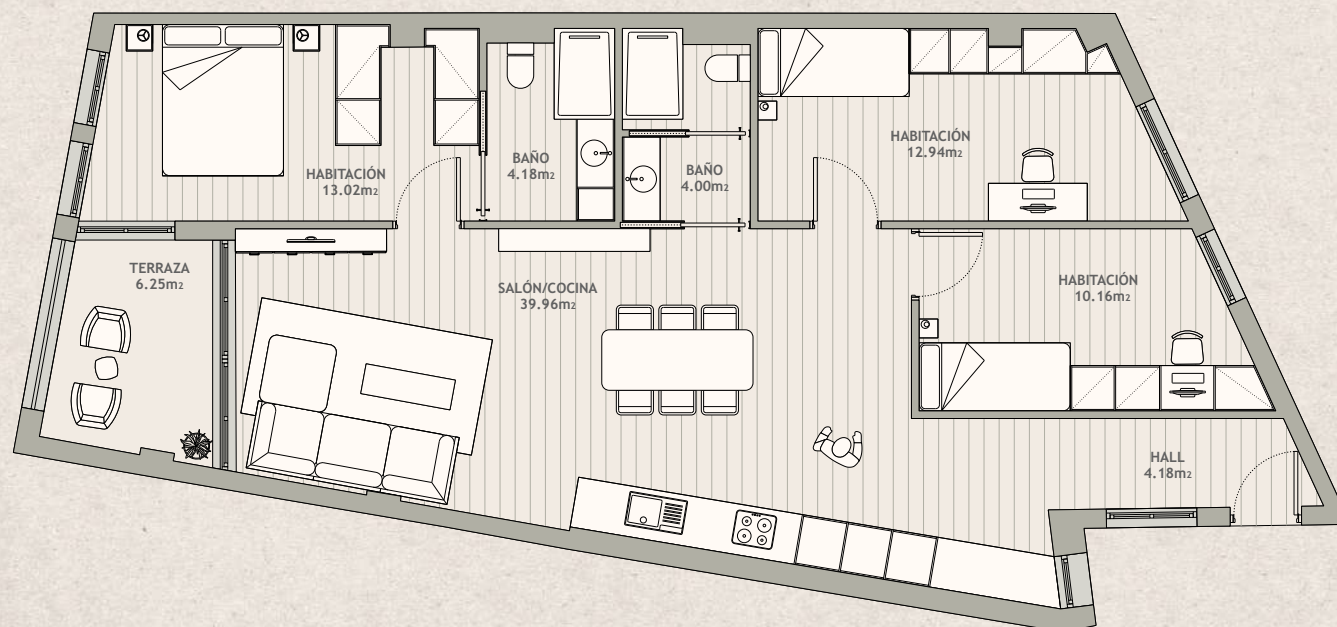 HABITACIÓN
13.02m2
BAÑO
4.18m2
BAÑO
4.00m2
HABITACIÓN
12.94m2
TERRAZA
6.25m2
SALÓN/COCINA
39.96m2
HABITACIÓN
10.16m2
HALL
4.18m2